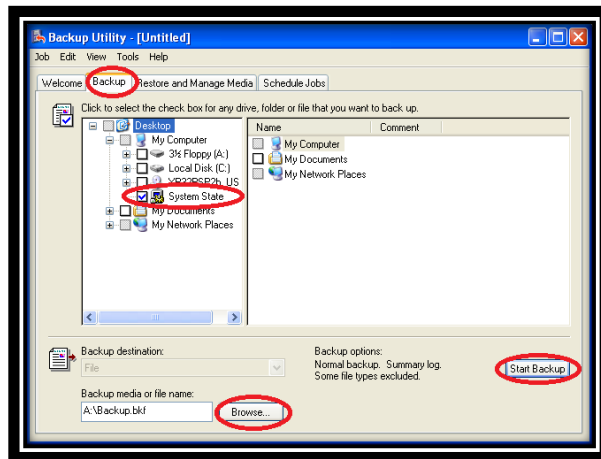 Backup Utility - [Untitled]
Job Edit View Tools Help
Welcome Backup Restore and Manage Media Schedule Jobs
Click to select the check box for any drive, folder or file that you want to back up.
Desktop
My Computer
3½ Floppy (A:)
Local Disk (C:)
System State
My Documents
My Network Places
Name Comment
My Computer
My Documents
My Network Places
Backup destination:
File
Backup media or file name:
A:\Backup.bkf
Browse...
Backup options:
Normal backup. Summary log.
Some file types excluded.
Start Backup